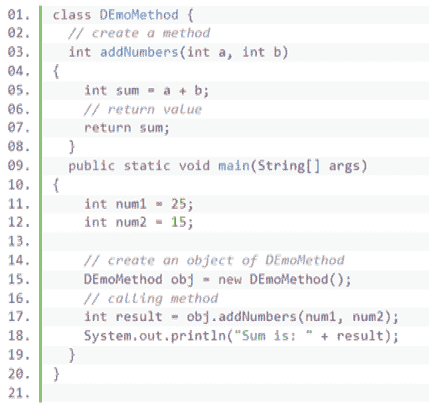 01. class DEmoMethod {
02.   // create a method
03.   int addNumbers(int a, int b)
04. {
05.     int sum = a + b;
06.     // return value
07.     return sum;
08.   }
09.   public static void main(String[] args)
10. {
11.     int num1 = 25;
12.     int num2 = 15;
13.
14.     // create an object of DEmoMethod
15.     DEmoMethod obj = new DEmoMethod();
16.     // calling method
17.     int result = obj.addNumbers(num1, num2);
18.     System.out.println("Sum is: " + result);
19.   }
20. }
21.